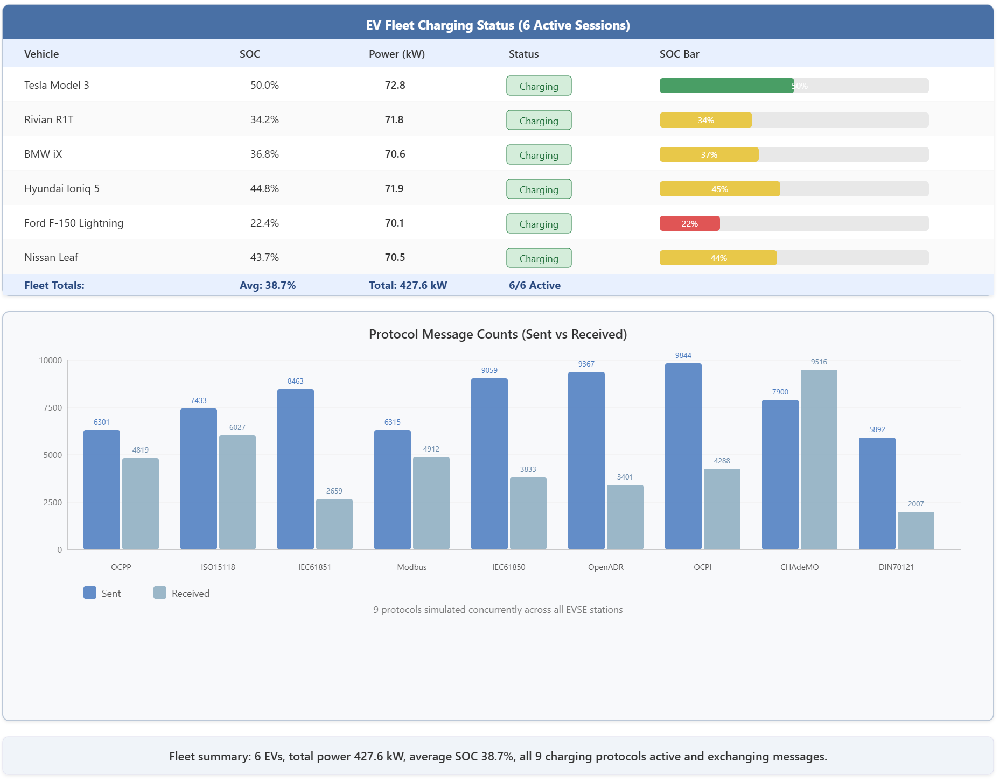 EV Fleet Charging Status (6 Active Sessions)
Vehicle SOC Power (kW) Status SOC Bar
Tesla Model 3 50.0% 72.8 Charging 50%
Rivian R1T 34.2% 71.8 Charging 34%
BMW iX 36.8% 70.6 Charging 37%
Hyundai Ioniq 5 44.8% 71.9 Charging 45%
Ford F-150 Lightning 22.4% 70.1 Charging 22%
Nissan Leaf 43.7% 70.5 Charging 44%
Fleet Totals: Avg: 38.7% Total: 427.6 kW 6/6 Active
Protocol Message Counts (Sent vs Received)
10000
7500
5000
2500
0
6301 4819
7433 6027
8463 2659
6315 4912
9059 3833
9367 3401
9844 4288
7900 9516
5892 2007
OCPP ISO15118 IEC61851 Modbus IEC61850 OpenADR OCPI CHAdeMO DIN70121
Sent Received
9 protocols simulated concurrently across all EVSE stations
Fleet summary: 6 EVs, total power 427.6 kW, average SOC 38.7%, all 9 charging protocols active and exchanging messages.